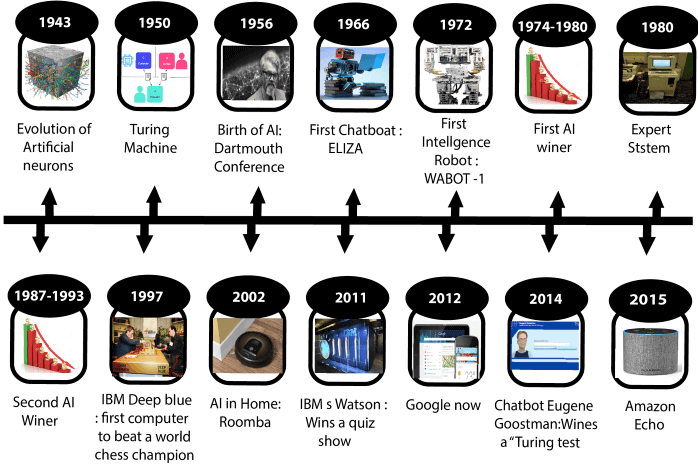 1943
1950
1956
1966
1972
1974-1980
1980
Evolution of
Artificial
neurons
Turing
Machine
Birth of AI:
Dartmouth
Conference
First Chatboat :
ELIZA
First
Intellgence
Robot :
WABOT -1
First AI
winer
Expert
Ststem
1987-1993
1997
2002
2011
2012
2014
2015
Second AI
Winer
IBM Deep blue
: first computer
to beat a world
chess champion
AI in Home:
Roomba
IBM s Watson :
Wins a quiz
show
Google now
Chatbot Eugene
Goostman:Wines
a “Turing test
Amazon
Echo